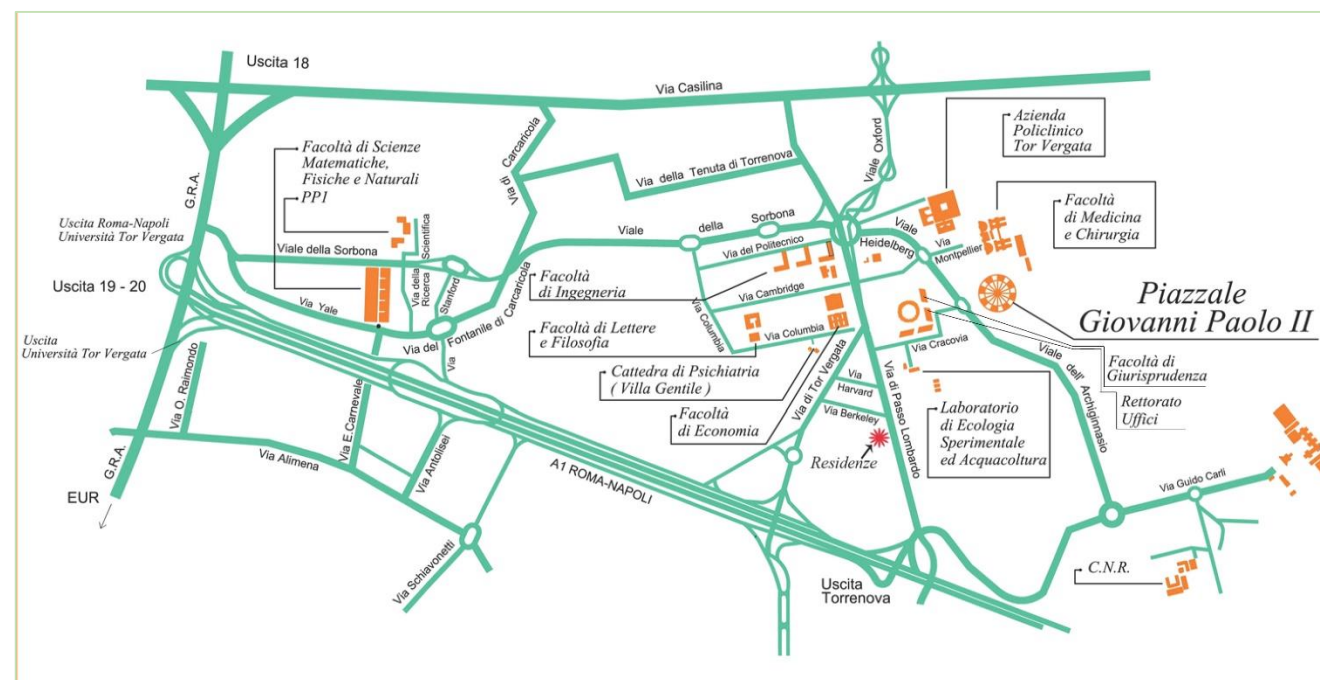 Uscita 18
Via Casilina
G.R.A.
Facoltà di Scienze
Matematiche,
Fisiche e Naturali
PP1
Via di Carcaricola
Via della Tenuta di Torrenova
Viale Oxford
Azienda
Policlinico
Tor Vergata
Facoltà
di Medicina
e Chirurgia
Uscita Roma-Napoli
Università Tor Vergata
Viale della Sorbona
Via della
Ricerca
Scientifica
Stanford
Viale
della
Sorbona
Via del Politecnico
Viale
Heidelberg
Via
Montpellier
Uscita 19 - 20
Via Yale
Via del Fontanile di Carcaricola
Via
Facoltà
di Ingegneria
Via Cambridge
Via Columbia
Via Columbia
Piazzale
Giovanni Paolo II
Uscita
Università Tor Vergata
Facoltà di Lettere
e Filosofia
Via Cracovia
Viale dell' Archiginnasio
Facoltà di
Giurisprudenza
Rettorato
Uffici
Cattedra di Psichiatria
( Villa Gentile )
Via di Tor Vergata
Via
Harvard
Via Berkeley
Via di Passo Lombardo
Via O. Raimondo
Via E.Carnevale
Facoltà
di Economia
Laboratorio
di Ecologia
Sperimentale
ed Acquacoltura
Residenze
Via Alimena
Via Antolisei
A1 ROMA-NAPOLI
G.R.A.
EUR
Via Guido Carli
Via Schiavonetti
Uscita
Torrenova
C.N.R.